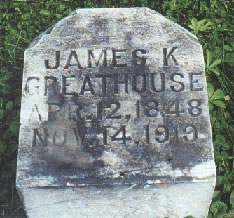 JAMES K
GREATHOUSE
APR. 12, 1848
NOV. 14, 1919